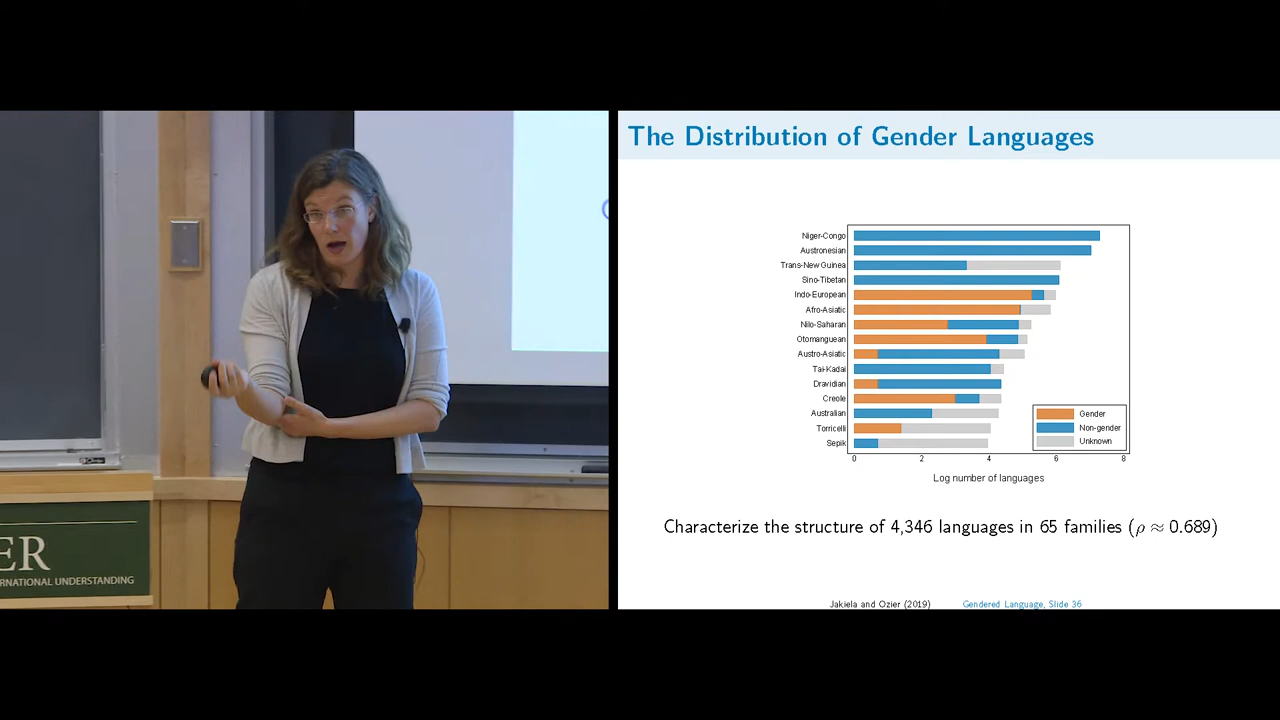 ER
RNATIONAL UNDERSTANDING
The Distribution of Gender Languages
Niger-Congo
Austronesian
Trans-New Guinea
Sino-Tibetan
Indo-European
Afro-Asiatic
Nilo-Saharan
Otomanguean
Austro-Asiatic
Tai-Kadai
Dravidian
Creole
Australian
Torricelli
Sepik
Gender
Non-gender
Unknown
0 2 4 6 8
Log number of languages
Characterize the structure of 4,346 languages in 65 families (ρ ≈ 0.689)
Jakiela and Ozier (2019) Gendered Language, Slide 36